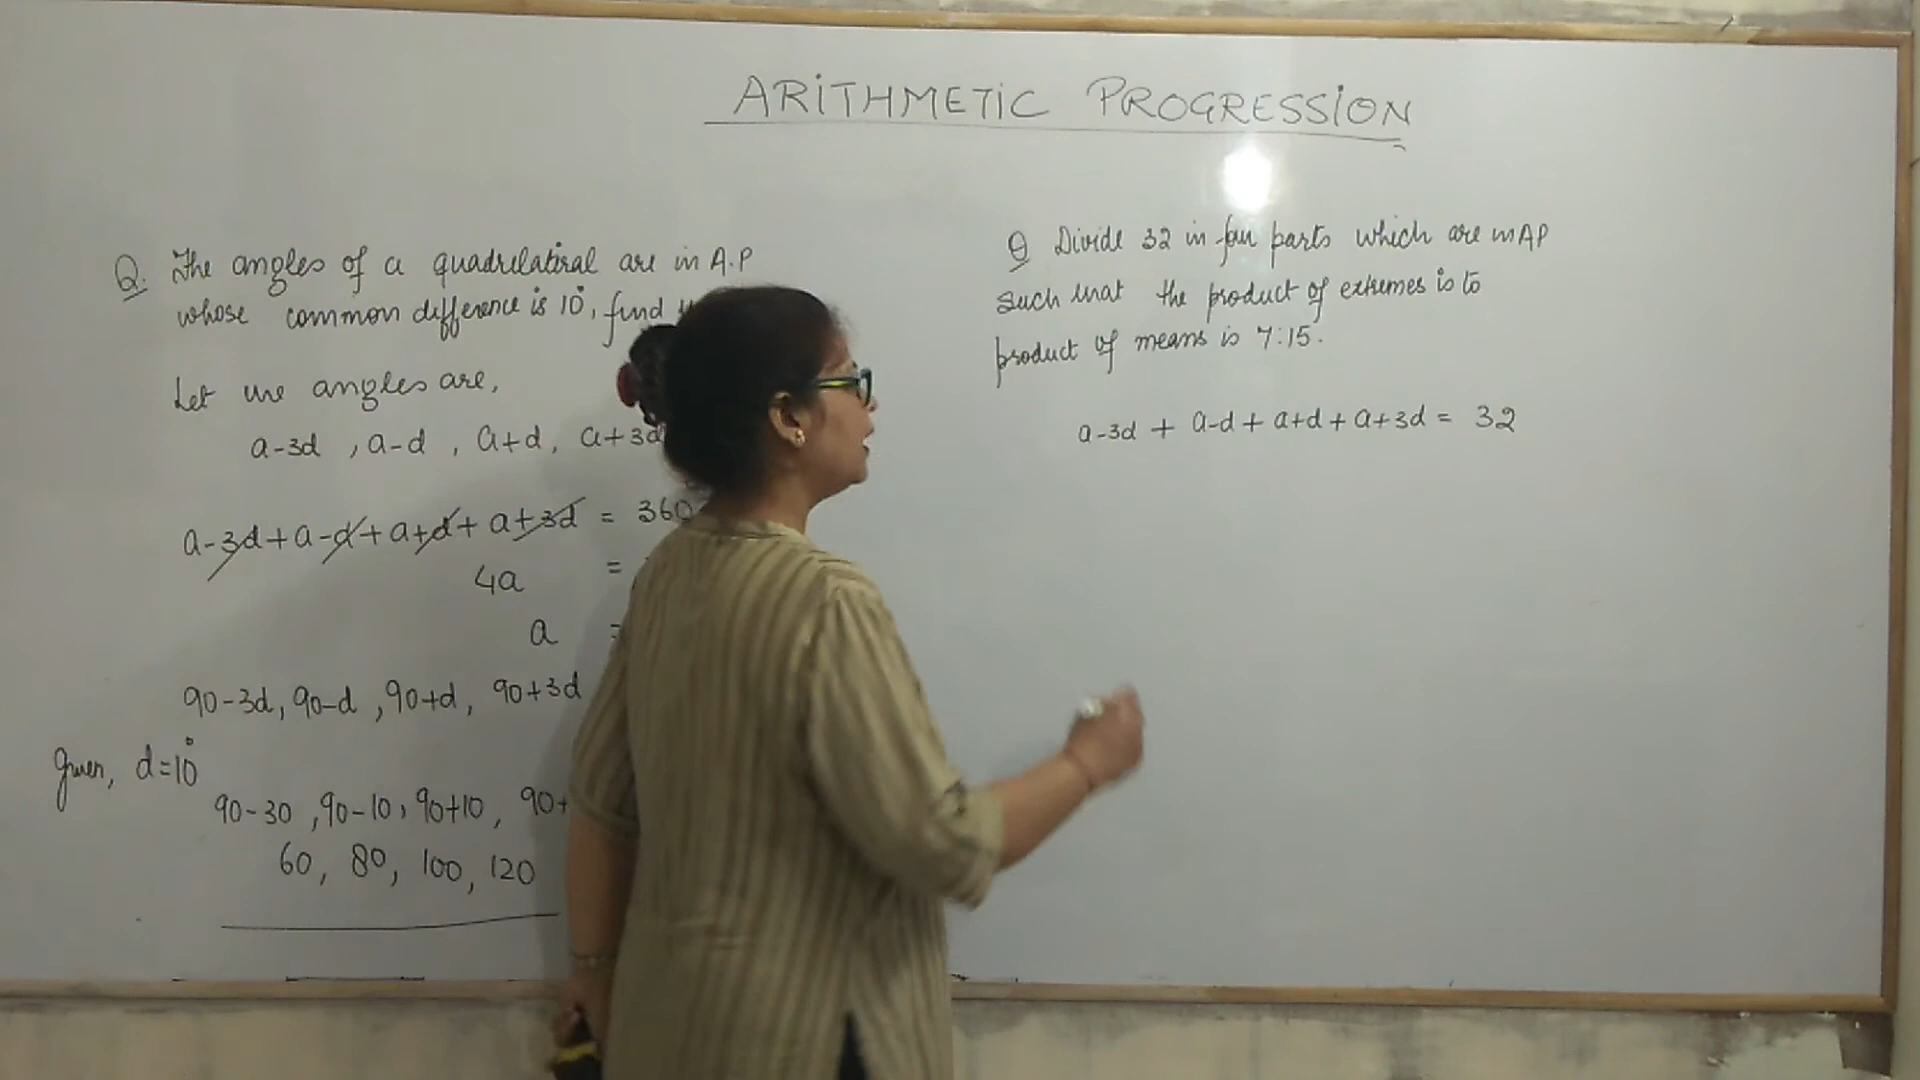 ARiTHMETiC PROGRESSiON
Q. The angles of a quadrilateral are in A.P
whose common difference is 10°, find
Let the angles are,
a-3d , a-d , a+d, a+3d
a-3d+a-d+a+d+ a+3d = 360
4a =
a =
90-3d, 90-d , 90+d, 90+3d
Given, d=10°
90-30 ,90-10, 90+10, 90+
60, 80, 100, 120
Q Divide 32 in four parts which are in AP
such that the product of extremes is to
product of means is 7:15.
a-3d + a-d + a+d + a+3d = 32